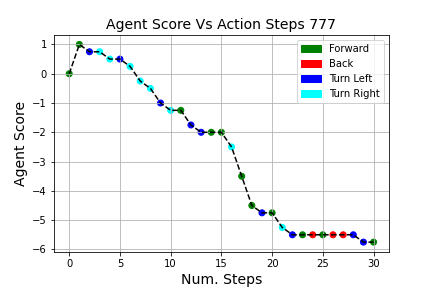 Agent Score Vs Action Steps 777
Forward
Back
Turn Left
Turn Right
1
0
−1
−2
−3
−4
−5
−6
Agent Score
0 5 10 15 20 25 30
Num. Steps